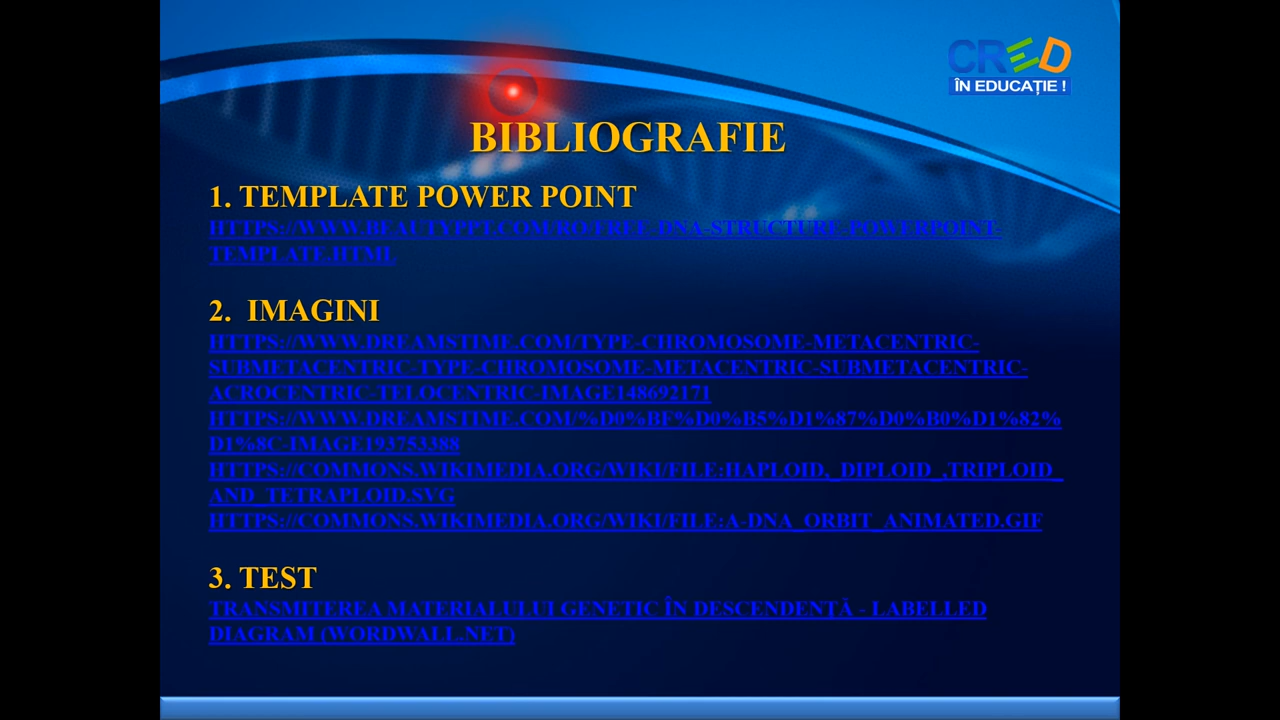 CRED
ÎN EDUCAȚIE !
BIBLIOGRAFIE
1. TEMPLATE POWER POINT
HTTPS://WWW.BEAUTYPPT.COM/RO/FREE-DNA-STRUCTURE-POWERPOINT-
TEMPLATE.HTML
2. IMAGINI
HTTPS://WWW.DREAMSTIME.COM/TYPE-CHROMOSOME-METACENTRIC-
SUBMETACENTRIC-TYPE-CHROMOSOME-METACENTRIC-SUBMETACENTRIC-
ACROCENTRIC-TELOCENTRIC-IMAGE148692171
HTTPS://WWW.DREAMSTIME.COM/%D0%BF%D0%B5%D1%87%D0%B0%D1%82%
D1%8C-IMAGE193753388
HTTPS://COMMONS.WIKIMEDIA.ORG/WIKI/FILE:HAPLOID,_DIPLOID_,TRIPLOID_
AND_TETRAPLOID.SVG
HTTPS://COMMONS.WIKIMEDIA.ORG/WIKI/FILE:A-DNA_ORBIT_ANIMATED.GIF
3. TEST
TRANSMITEREA MATERIALULUI GENETIC ÎN DESCENDENȚĂ - LABELLED
DIAGRAM (WORDWALL.NET)